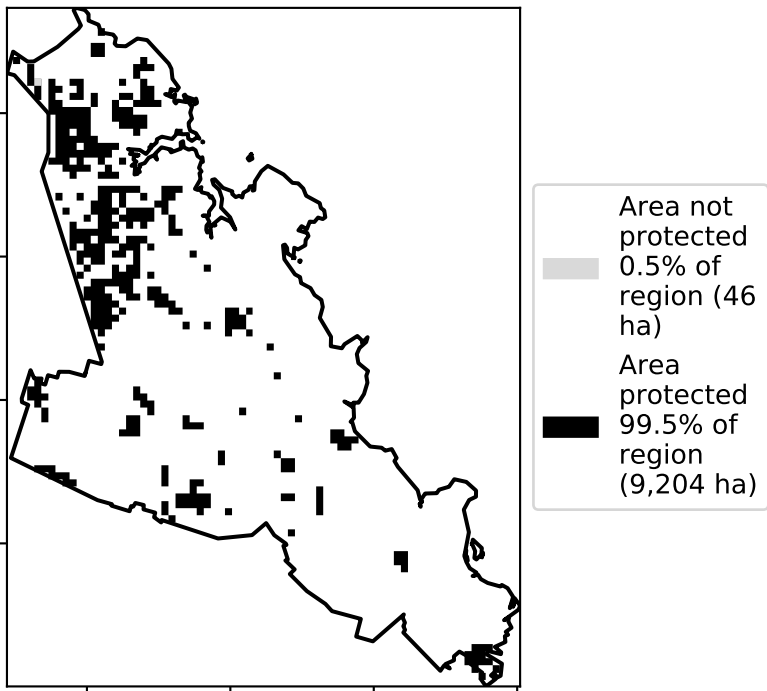 Area not
protected
0.5% of
region (46
ha)
Area
protected
99.5% of
region
(9,204 ha)